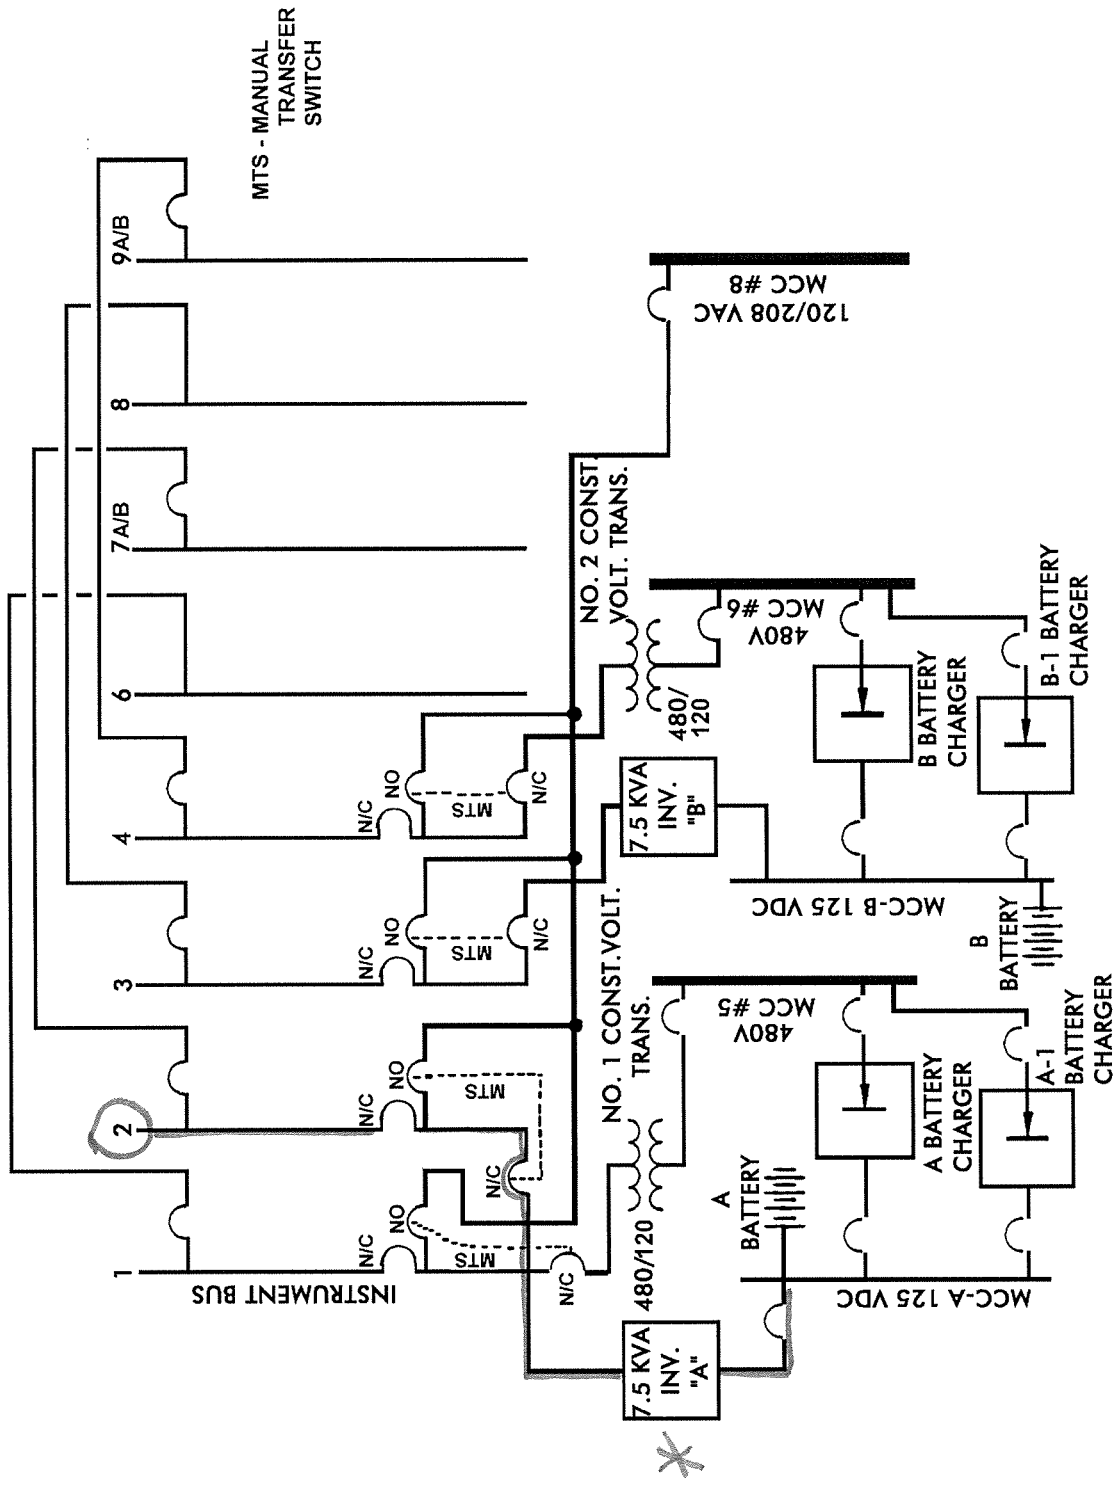 MTS - MANUAL
TRANSFER
SWITCH
1
2
3
4
6
7A/B
8
9A/B
INSTRUMENT BUS
N/C
NO
MTS
N/C
N/C
NO
MTS
N/C
N/C
NO
MTS
N/C
N/C
NO
MTS
N/C
7.5 KVA
INV.
"A"
480/120
NO. 1 CONST.VOLT.
TRANS.
7.5 KVA
INV.
"B"
480/
120
NO. 2 CONST.
VOLT. TRANS.
120/208 VAC
MCC #8
A
BATTERY
480V
MCC #5
480V
MCC #6
MCC-A 125 VDC
A BATTERY
CHARGER
A-1
BATTERY
CHARGER
MCC-B 125 VDC
B
BATTERY
B BATTERY
CHARGER
B-1 BATTERY
CHARGER